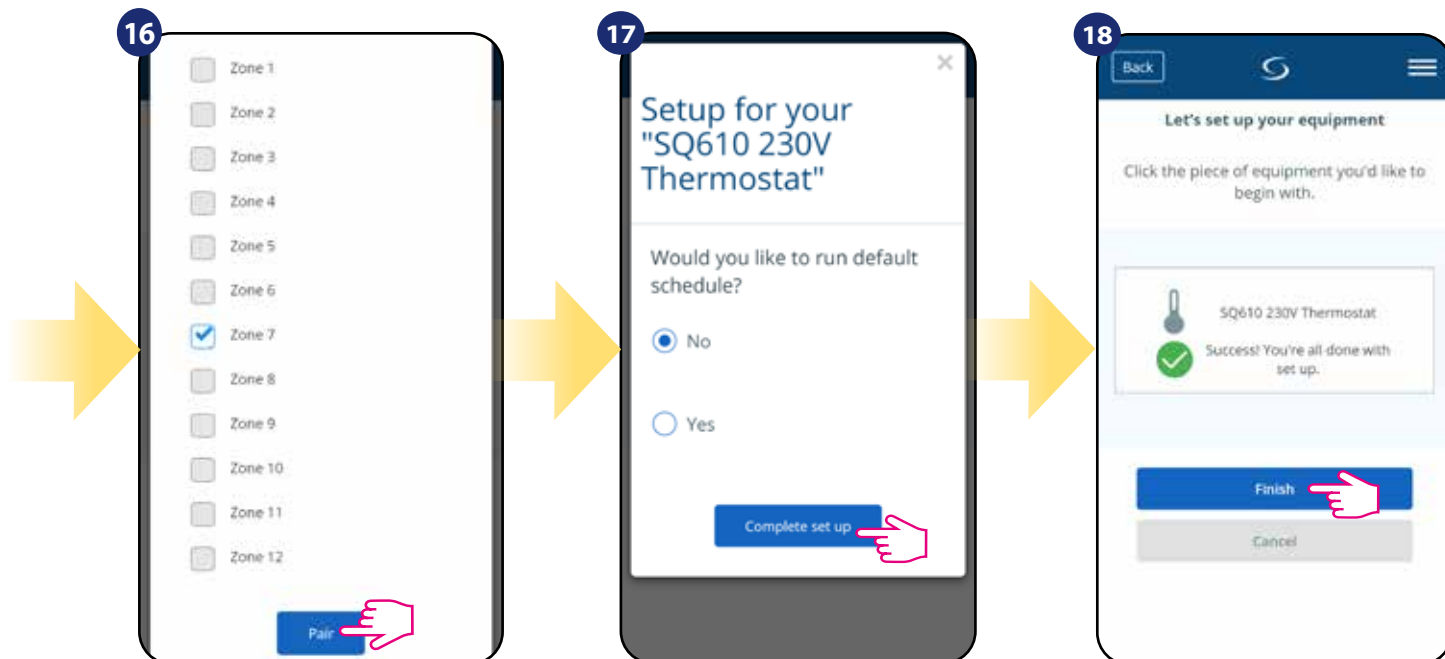 16
Zone 1
Zone 2
Zone 3
Zone 4
Zone 5
Zone 6
Zone 7
Zone 8
Zone 9
Zone 10
Zone 11
Zone 12
Pair
17
×
Setup for your
"SQ610 230V
Thermostat"
Would you like to run default
schedule?
No
Yes
Complete set up
18
Back
Let's set up your equipment
Click the piece of equipment you'd like to
begin with.
SQ610 230V Thermostat
Success! You're all done with
set up.
Finish
Cancel